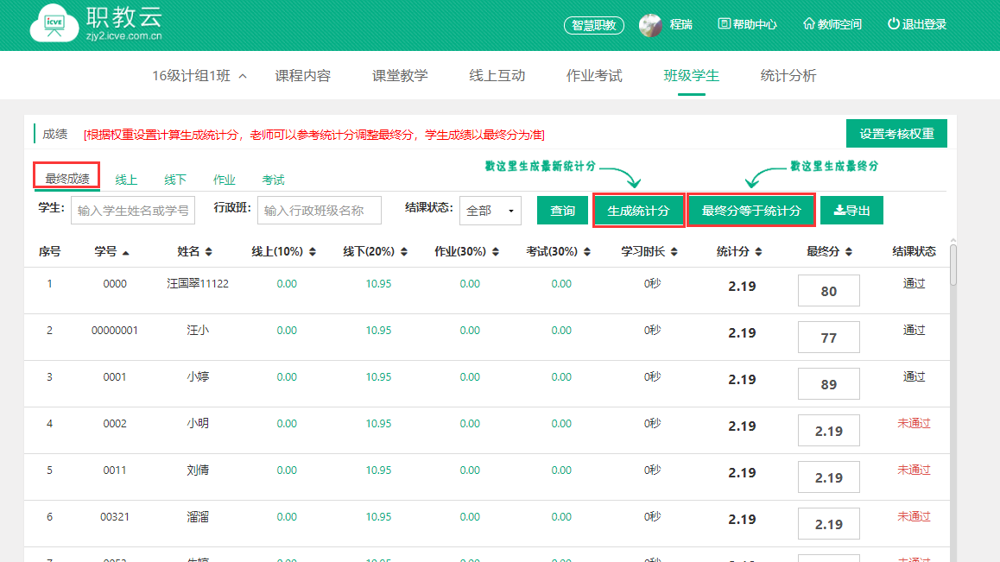 icve 职教云
zjy2.icve.com.cn
智慧职教 程瑞 帮助中心 教师空间 退出登录
16级计组1班 课程内容 课堂教学 线上互动 作业考试 班级学生 统计分析
成绩 [根据权重设置计算生成统计分，老师可以参考统计分调整最终分，学生成绩以最终分为准] 设置考核权重
戳这里生成最新统计分 戳这里生成最终分
最终成绩 线上 线下 作业 考试
学生: 输入学生姓名或学号 行政班: 输入行政班级名称 结课状态: 全部 查询 生成统计分 最终分等于统计分 导出
序号 学号 姓名 线上(10%) 线下(20%) 作业(30%) 考试(30%) 学习时长 统计分 最终分 结课状态
1 0000 汪国翠11122 0.00 10.95 0.00 0.00 0秒 2.19 80 通过
2 00000001 汪小 0.00 10.95 0.00 0.00 0秒 2.19 77 通过
3 0001 小婷 0.00 10.95 0.00 0.00 0秒 2.19 89 通过
4 0002 小明 0.00 10.95 0.00 0.00 0秒 2.19 2.19 未通过
5 0011 刘倩 0.00 10.95 0.00 0.00 0秒 2.19 2.19 未通过
6 00321 溜溜 0.00 10.95 0.00 0.00 0秒 2.19 2.19 未通过